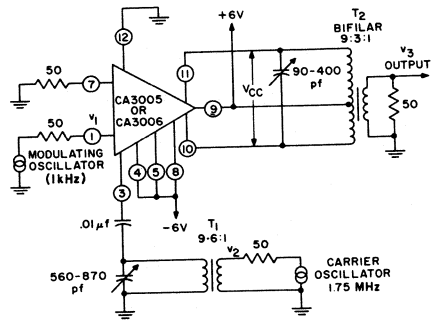 T2
BIFILAR
9:3:1
+6V
12
11
90-400
pf
v3
OUTPUT
50
7
CA3005
OR
CA3006
VCC
9
50
50
v1
1
10
MODULATING
OSCILLATOR
(1kHz)
4
5
8
3
-6V
.01µf
T1
9·6:1
v2
50
560-870
pf
CARRIER
OSCILLATOR
1.75 MHz